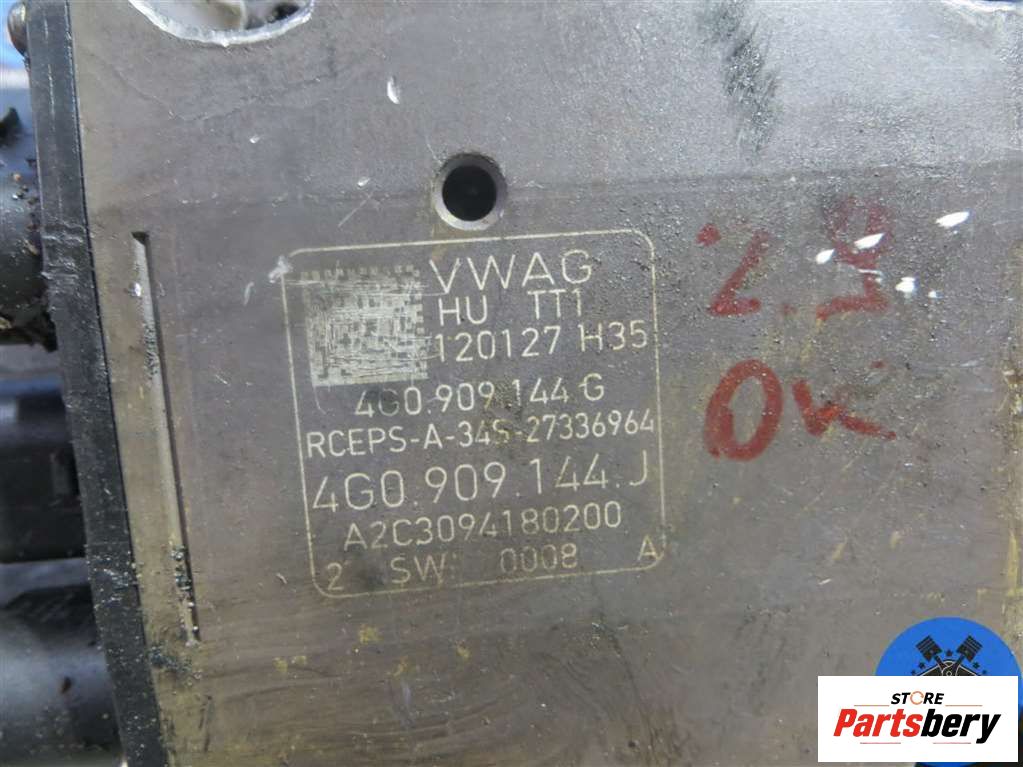 VWAG
HU TT1
120127 H35
4G0.909.144.G
RCEPS-A-34S-27336964
4G0.909.144.J
A2C3094180200
2 SW 0008 A
OK
STORE
Partsbery